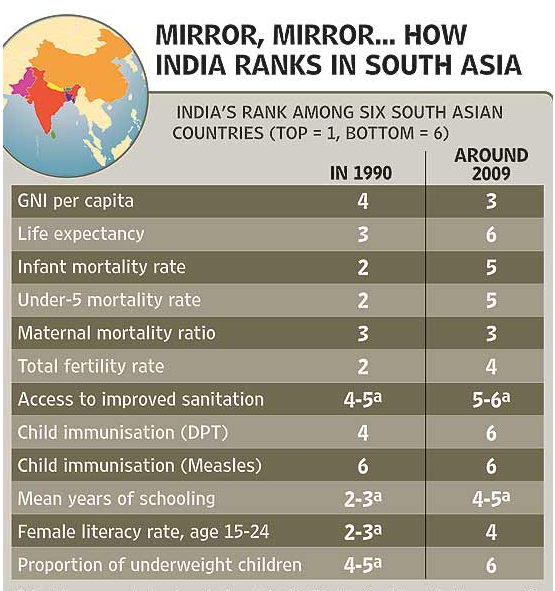 MIRROR, MIRROR... HOW
INDIA RANKS IN SOUTH ASIA
INDIA'S RANK AMONG SIX SOUTH ASIAN
COUNTRIES (TOP = 1, BOTTOM = 6)
IN 1990 AROUND 2009
GNI per capita 4 3
Life expectancy 3 6
Infant mortality rate 2 5
Under-5 mortality rate 2 5
Maternal mortality ratio 3 3
Total fertility rate 2 4
Access to improved sanitation 4-5a 5-6a
Child immunisation (DPT) 4 6
Child immunisation (Measles) 6 6
Mean years of schooling 2-3a 4-5a
Female literacy rate, age 15-24 2-3a 4
Proportion of underweight children 4-5a 6